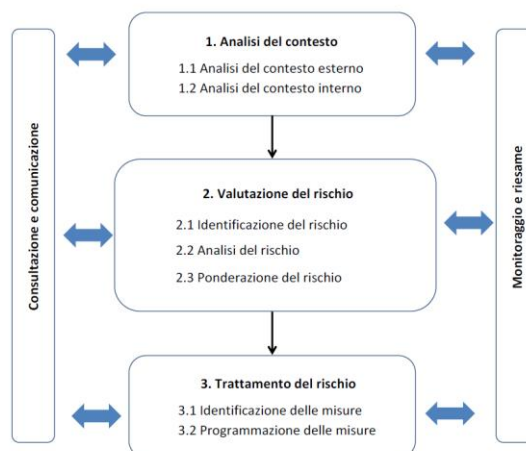 1. Analisi del contesto
1.1 Analisi del contesto esterno
1.2 Analisi del contesto interno
Consultazione e comunicazione
2. Valutazione del rischio
2.1 Identificazione del rischio
2.2 Analisi del rischio
2.3 Ponderazione del rischio
Monitoraggio e riesame
3. Trattamento del rischio
3.1 Identificazione delle misure
3.2 Programmazione delle misure